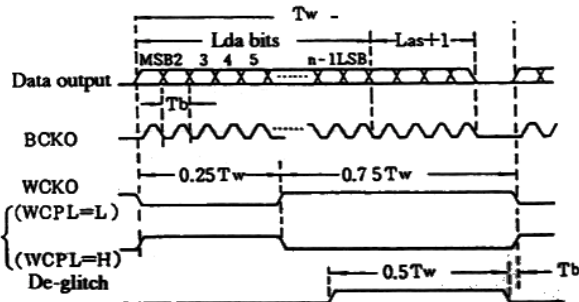 Tw
Lda bits Las+1
MSB2 3 4 5 n-1LSB
Data output
Tb
BCKO
0.25Tw 0.75Tw
WCKO
(WCPL=L)
(WCPL=H)
De-glitch 0.5Tw Tb